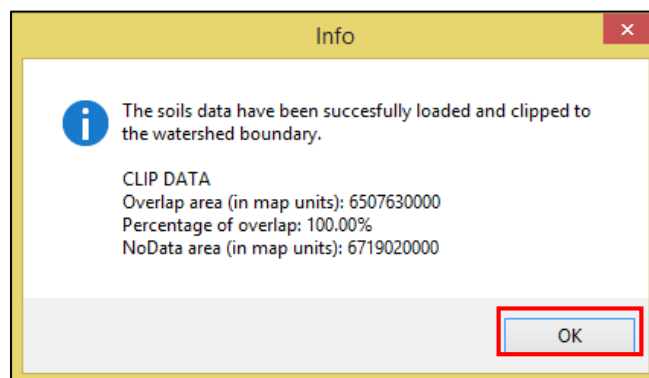 Info
The soils data have been succesfully loaded and clipped to
the watershed boundary.
CLIP DATA
Overlap area (in map units): 6507630000
Percentage of overlap: 100.00%
NoData area (in map units): 6719020000
OK